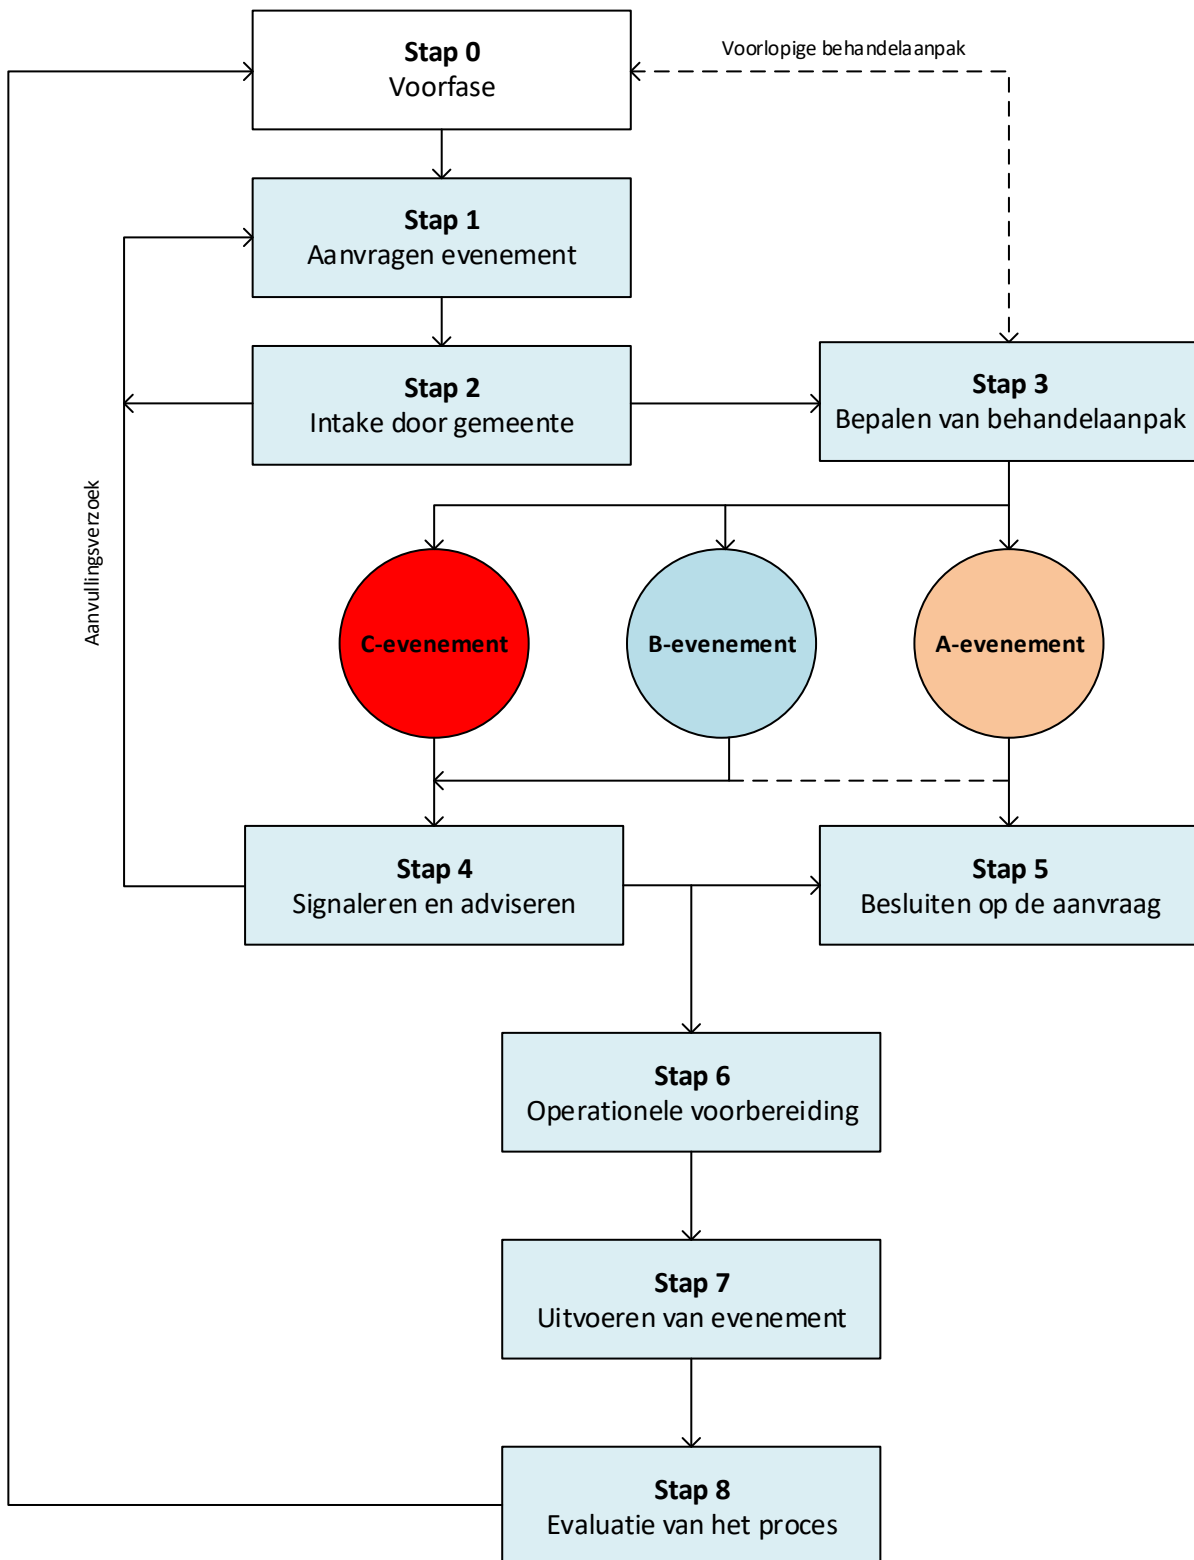 Stap 0
Voorfase
Voorlopige behandelaanpak
Stap 1
Aanvragen evenement
Stap 2
Intake door gemeente
Stap 3
Bepalen van behandelaanpak
Aanvullingsverzoek
C-evenement
B-evenement
A-evenement
Stap 4
Signaleren en adviseren
Stap 5
Besluiten op de aanvraag
Stap 6
Operationele voorbereiding
Stap 7
Uitvoeren van evenement
Stap 8
Evaluatie van het proces